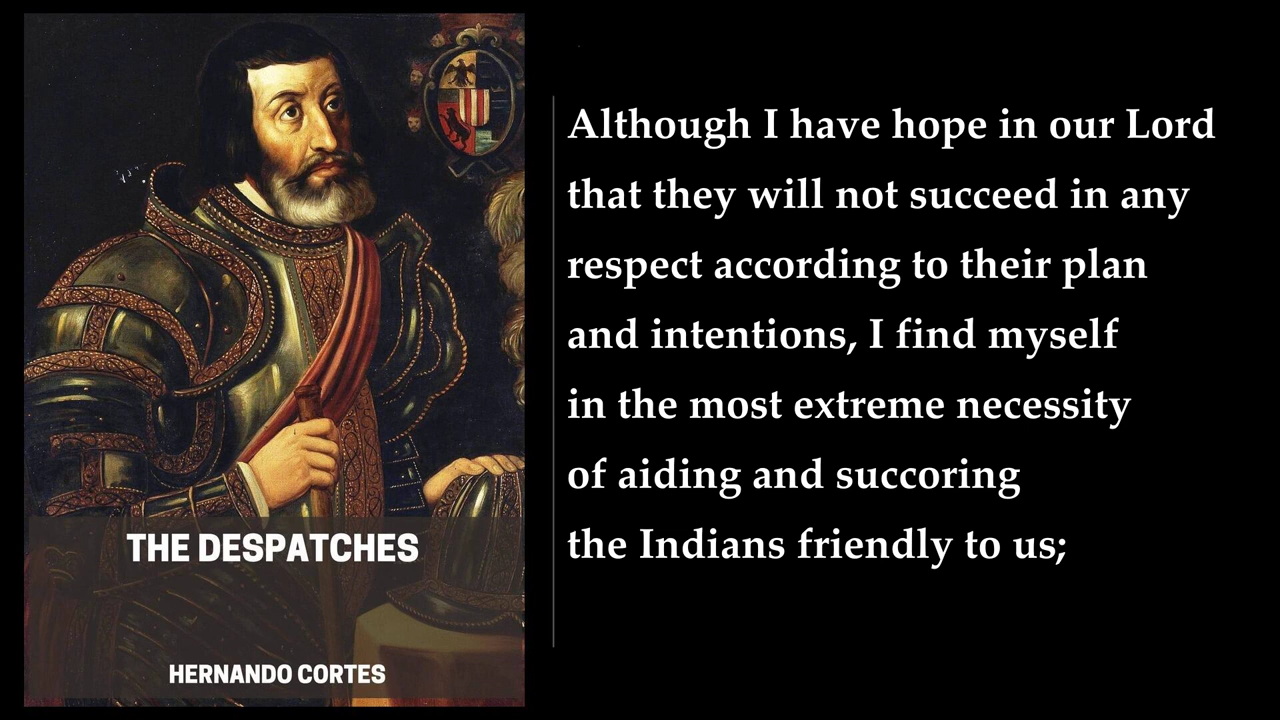 THE DESPATCHES
HERNANDO CORTES
Although I have hope in our Lord
that they will not succeed in any
respect according to their plan
and intentions, I find myself
in the most extreme necessity
of aiding and succoring
the Indians friendly to us;